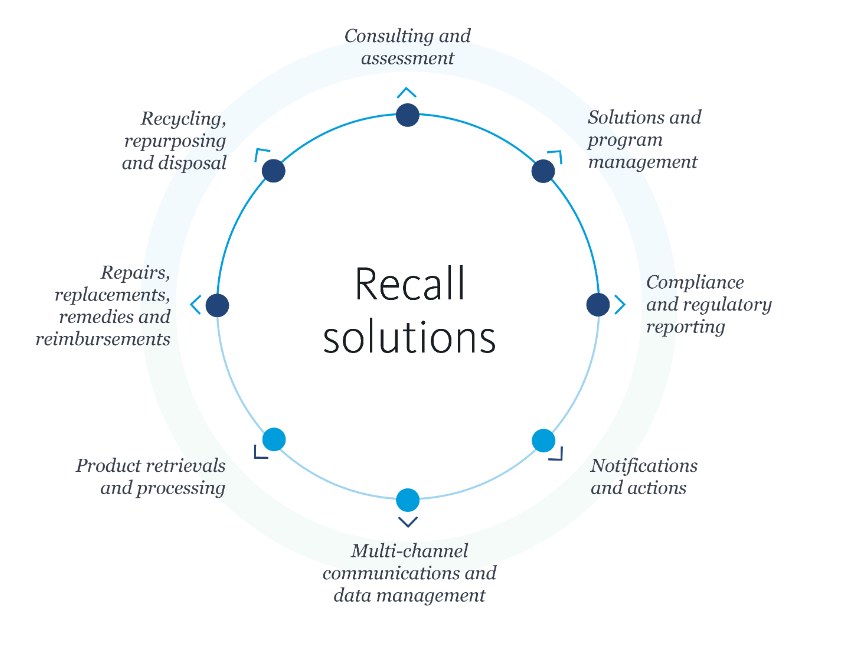 Consulting and
assessment
Solutions and
program
management
Compliance
and regulatory
reporting
Notifications
and actions
Multi-channel
communications and
data management
Product retrievals
and processing
Repairs,
replacements,
remedies and
reimbursements
Recycling,
repurposing
and disposal
Recall
solutions